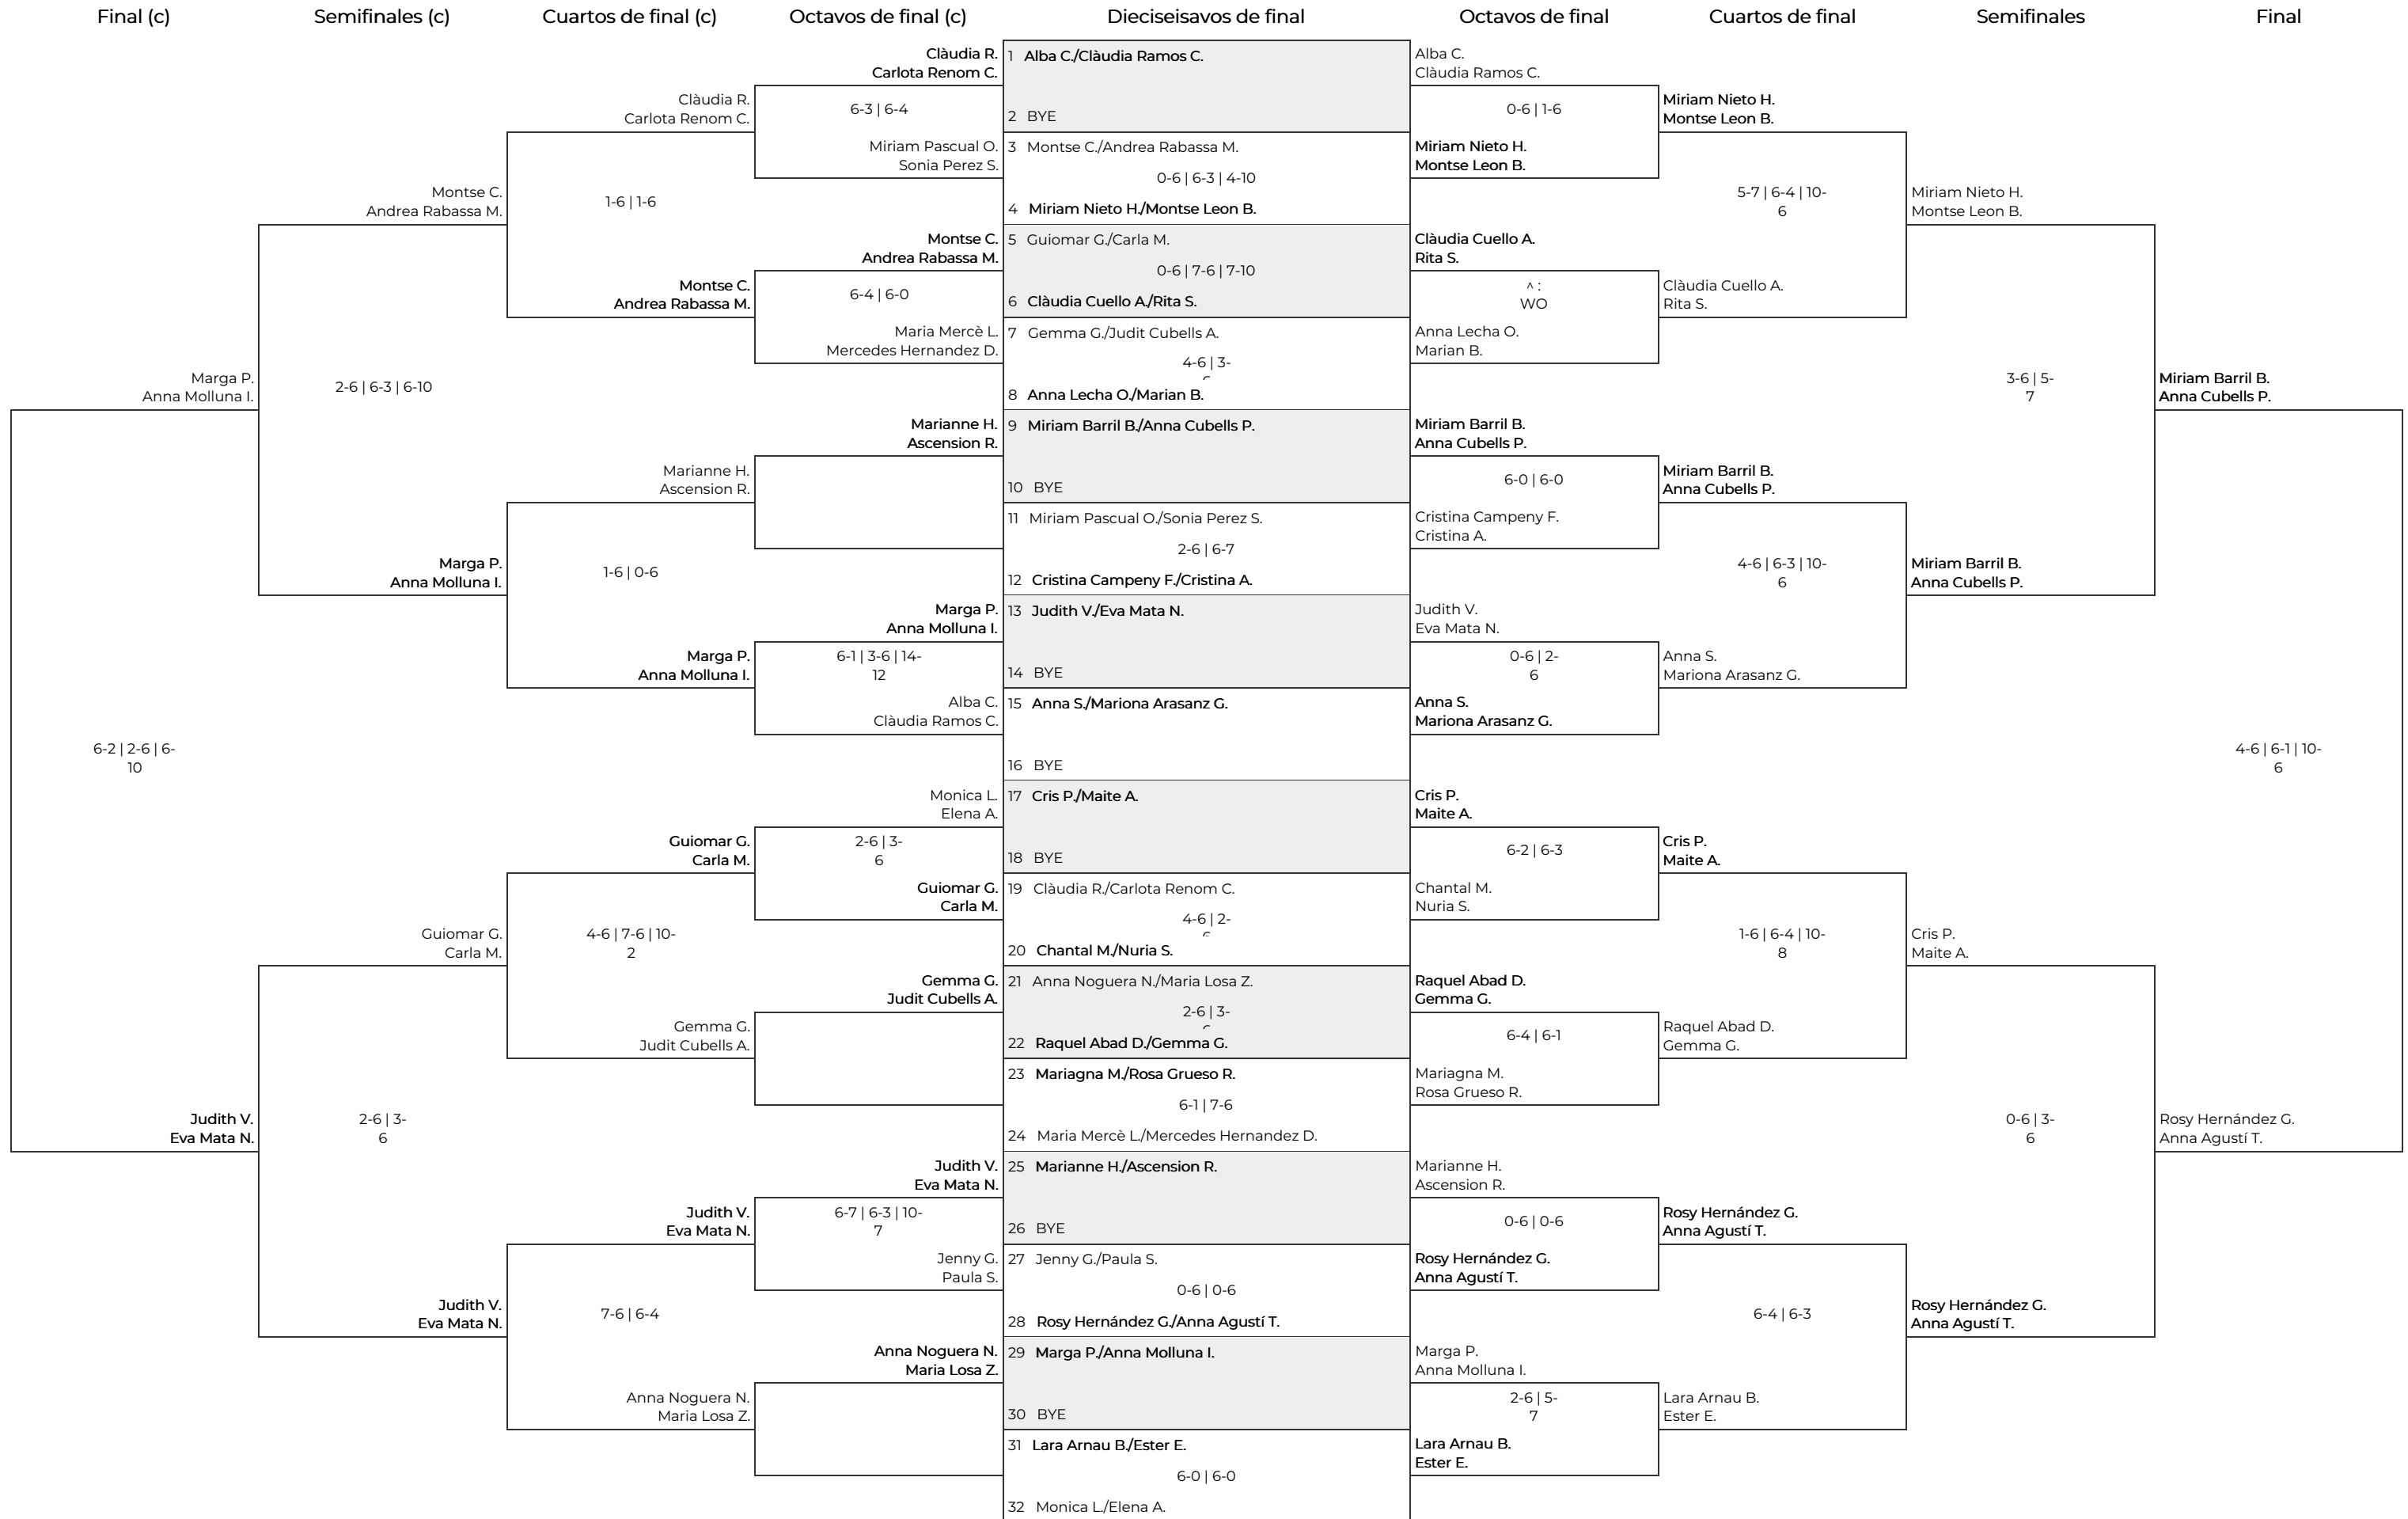 Final (c)
Semifinales (c)
Cuartos de final (c)
Octavos de final (c)
Dieciseisavos de final
Octavos de final
Cuartos de final
Semifinales
Final
Marga P.
Anna Molluna I.
6-2 | 2-6 | 6-
10
Judith V.
Eva Mata N.
Montse C.
Andrea Rabassa M.
2-6 | 6-3 | 6-10
Marga P.
Anna Molluna I.
Guiomar G.
Carla M.
2-6 | 3-
6
Judith V.
Eva Mata N.
Clàudia R.
Carlota Renom C.
1-6 | 1-6
Montse C.
Andrea Rabassa M.
Marianne H.
Ascension R.
1-6 | 0-6
Marga P.
Anna Molluna I.
Guiomar G.
Carla M.
4-6 | 7-6 | 10-
2
Gemma G.
Judit Cubells A.
Judith V.
Eva Mata N.
7-6 | 6-4
Anna Noguera N.
Maria Losa Z.
Clàudia R.
Carlota Renom C.
6-3 | 6-4
Miriam Pascual O.
Sonia Perez S.
Montse C.
Andrea Rabassa M.
6-4 | 6-0
Maria Mercè L.
Mercedes Hernandez D.
Marianne H.
Ascension R.
Marga P.
Anna Molluna I.
6-1 | 3-6 | 14-
12
Alba C.
Clàudia Ramos C.
Monica L.
Elena A.
2-6 | 3-
6
Guiomar G.
Carla M.
Gemma G.
Judit Cubells A.
Judith V.
Eva Mata N.
6-7 | 6-3 | 10-
7
Jenny G.
Paula S.
Anna Noguera N.
Maria Losa Z.
1 Alba C./Clàudia Ramos C.
2 BYE
3 Montse C./Andrea Rabassa M.
0-6 | 6-3 | 4-10
4 Miriam Nieto H./Montse Leon B.
5 Guiomar G./Carla M.
0-6 | 7-6 | 7-10
6 Clàudia Cuello A./Rita S.
7 Gemma G./Judit Cubells A.
4-6 | 3-
8 Anna Lecha O./Marian B.
9 Miriam Barril B./Anna Cubells P.
10 BYE
11 Miriam Pascual O./Sonia Perez S.
2-6 | 6-7
12 Cristina Campeny F./Cristina A.
13 Judith V./Eva Mata N.
14 BYE
15 Anna S./Mariona Arasanz G.
16 BYE
17 Cris P./Maite A.
18 BYE
19 Clàudia R./Carlota Renom C.
4-6 | 2-
20 Chantal M./Nuria S.
21 Anna Noguera N./Maria Losa Z.
2-6 | 3-
22 Raquel Abad D./Gemma G.
23 Mariagna M./Rosa Grueso R.
6-1 | 7-6
24 Maria Mercè L./Mercedes Hernandez D.
25 Marianne H./Ascension R.
26 BYE
27 Jenny G./Paula S.
0-6 | 0-6
28 Rosy Hernández G./Anna Agustí T.
29 Marga P./Anna Molluna I.
30 BYE
31 Lara Arnau B./Ester E.
6-0 | 6-0
32 Monica L./Elena A.
Alba C.
Clàudia Ramos C.
0-6 | 1-6
Miriam Nieto H.
Montse Leon B.
Clàudia Cuello A.
Rita S.
^ :
WO
Anna Lecha O.
Marian B.
Miriam Barril B.
Anna Cubells P.
6-0 | 6-0
Cristina Campeny F.
Cristina A.
Judith V.
Eva Mata N.
0-6 | 2-
6
Anna S.
Mariona Arasanz G.
Cris P.
Maite A.
6-2 | 6-3
Chantal M.
Nuria S.
Raquel Abad D.
Gemma G.
6-4 | 6-1
Mariagna M.
Rosa Grueso R.
Marianne H.
Ascension R.
0-6 | 0-6
Rosy Hernández G.
Anna Agustí T.
Marga P.
Anna Molluna I.
2-6 | 5-
7
Lara Arnau B.
Ester E.
Miriam Nieto H.
Montse Leon B.
5-7 | 6-4 | 10-
6
Clàudia Cuello A.
Rita S.
Miriam Barril B.
Anna Cubells P.
4-6 | 6-3 | 10-
6
Anna S.
Mariona Arasanz G.
Cris P.
Maite A.
1-6 | 6-4 | 10-
8
Raquel Abad D.
Gemma G.
Rosy Hernández G.
Anna Agustí T.
6-4 | 6-3
Lara Arnau B.
Ester E.
Miriam Nieto H.
Montse Leon B.
3-6 | 5-
7
Miriam Barril B.
Anna Cubells P.
Cris P.
Maite A.
0-6 | 3-
6
Rosy Hernández G.
Anna Agustí T.
Miriam Barril B.
Anna Cubells P.
4-6 | 6-1 | 10-
6
Rosy Hernández G.
Anna Agustí T.